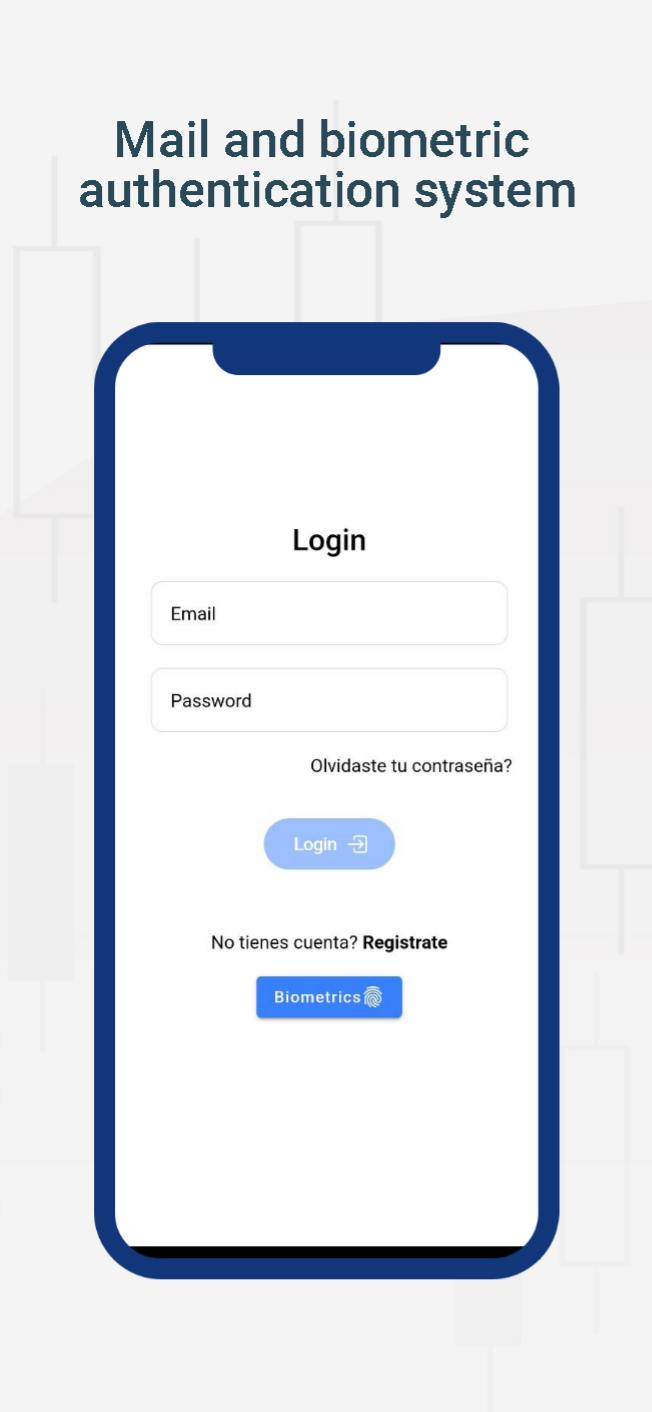 Mail and biometric
authentication system
Login
Email
Password
Olvidaste tu contraseña?
Login
No tienes cuenta? Registrate
Biometrics